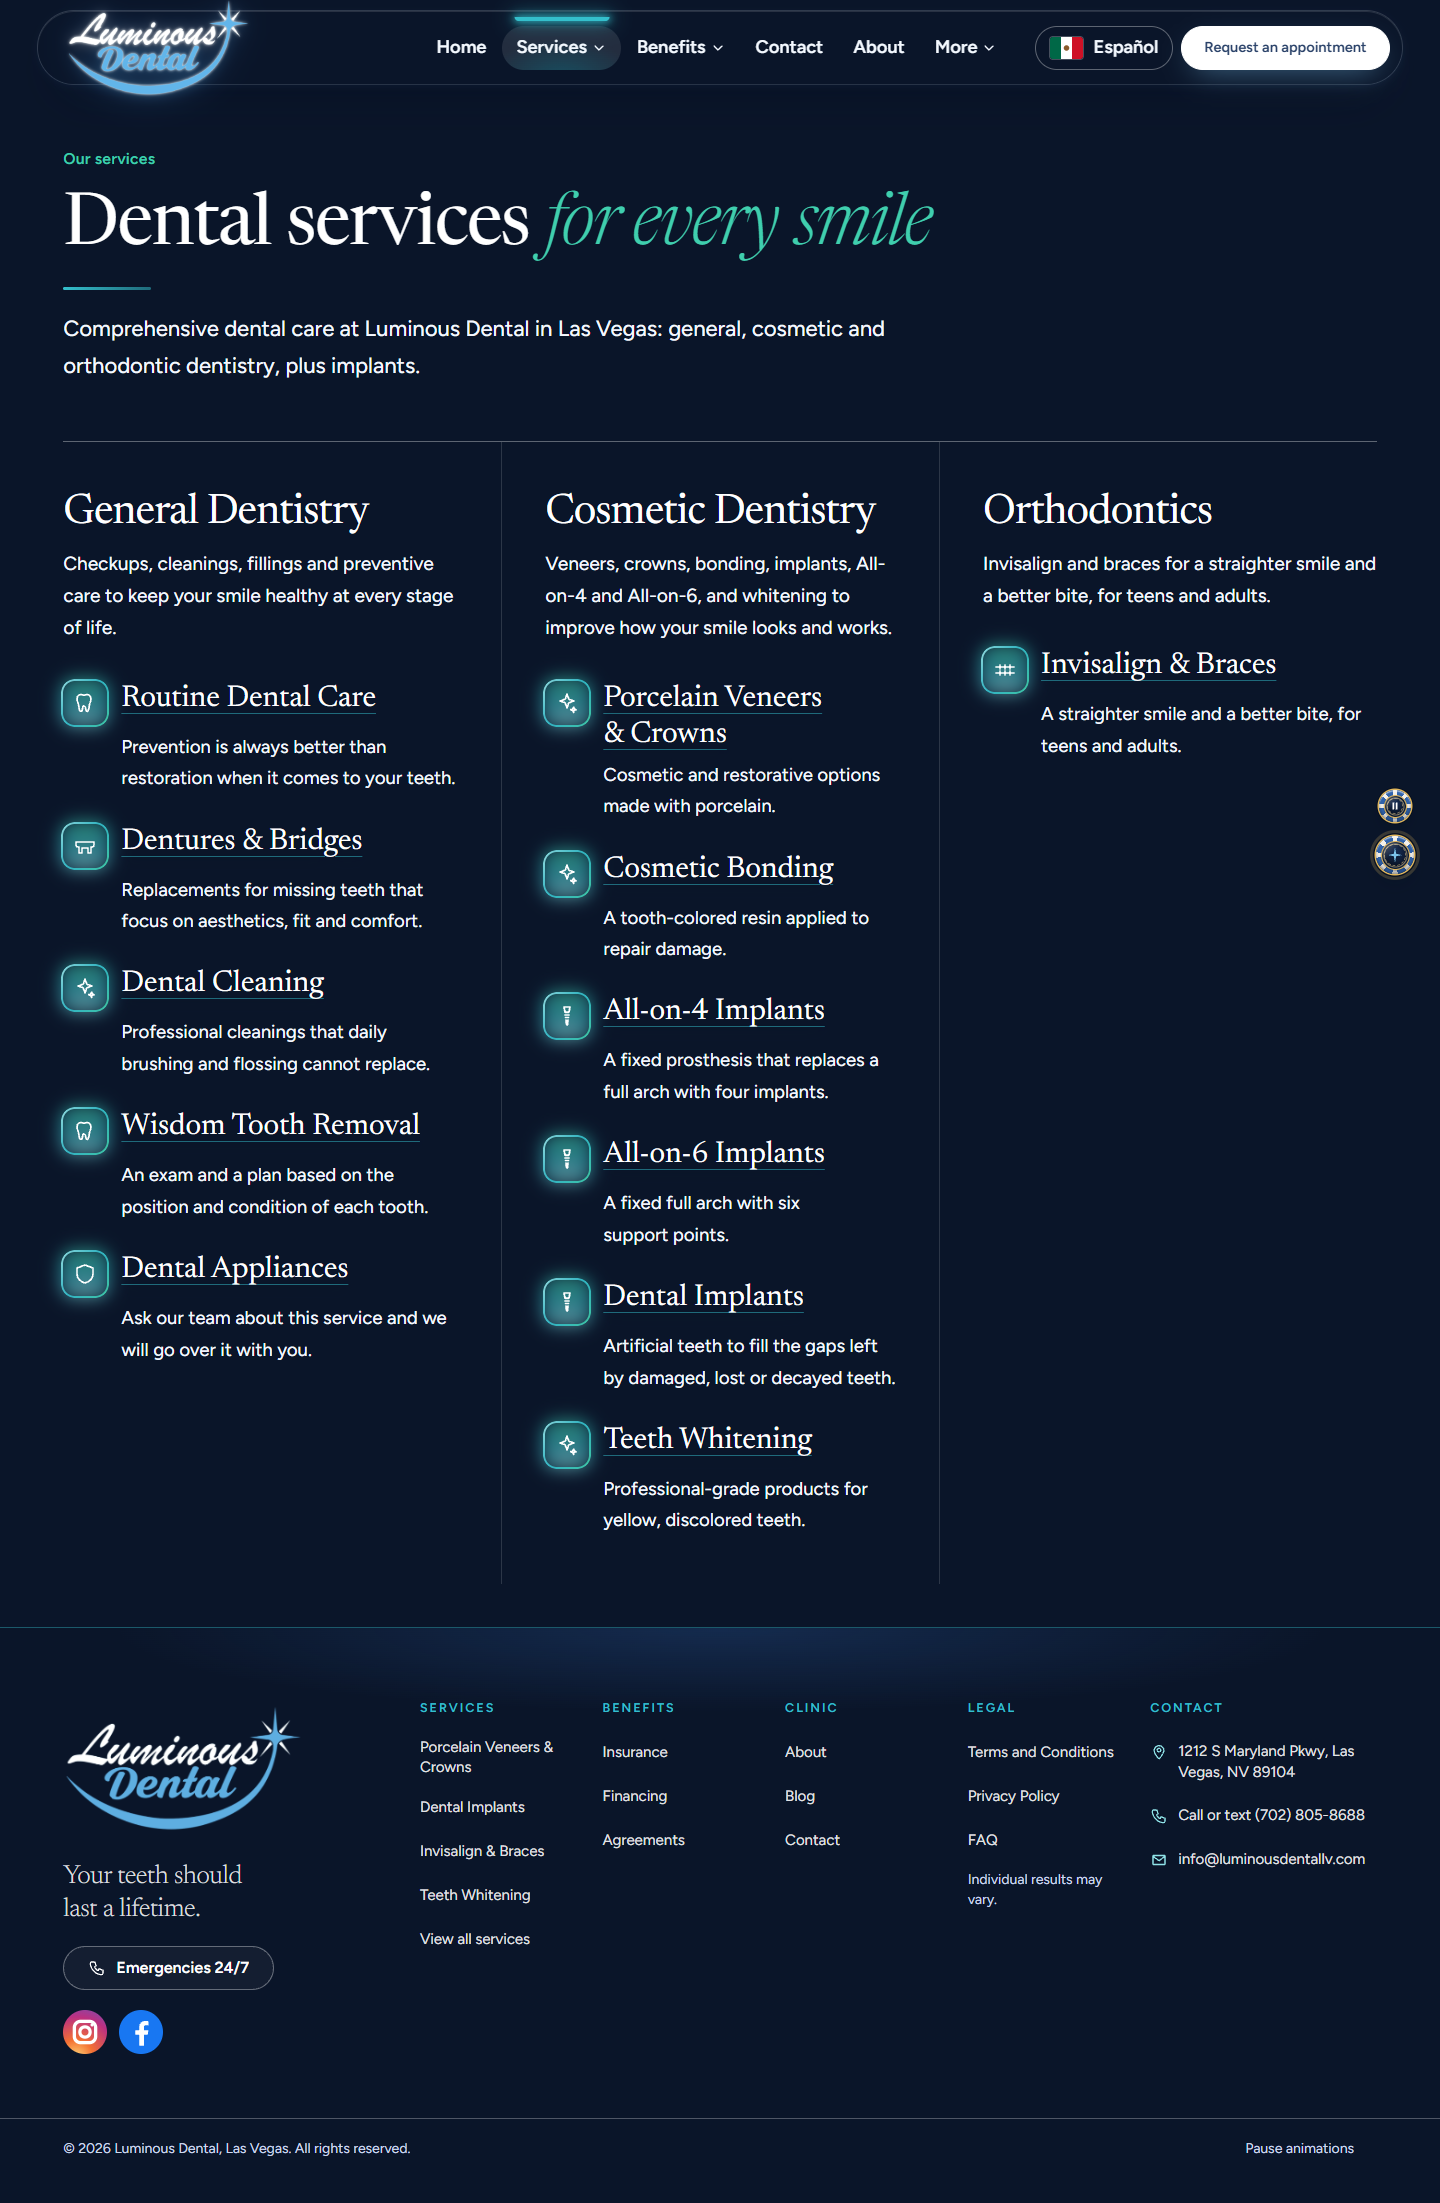 Luminous
Dental
Home
Services
Benefits
Contact
About
More
Español
Request an appointment
Our services
Dental services for every smile
Comprehensive dental care at Luminous Dental in Las Vegas: general, cosmetic and
orthodontic dentistry, plus implants.
General Dentistry
Checkups, cleanings, fillings and preventive
care to keep your smile healthy at every stage
of life.
Routine Dental Care
Prevention is always better than
restoration when it comes to your teeth.
Dentures & Bridges
Replacements for missing teeth that
focus on aesthetics, fit and comfort.
Dental Cleaning
Professional cleanings that daily
brushing and flossing cannot replace.
Wisdom Tooth Removal
An exam and a plan based on the
position and condition of each tooth.
Dental Appliances
Ask our team about this service and we
will go over it with you.
Cosmetic Dentistry
Veneers, crowns, bonding, implants, All-
on-4 and All-on-6, and whitening to
improve how your smile looks and works.
Porcelain Veneers
& Crowns
Cosmetic and restorative options
made with porcelain.
Cosmetic Bonding
A tooth-colored resin applied to
repair damage.
All-on-4 Implants
A fixed prosthesis that replaces a
full arch with four implants.
All-on-6 Implants
A fixed full arch with six
support points.
Dental Implants
Artificial teeth to fill the gaps left
by damaged, lost or decayed teeth.
Teeth Whitening
Professional-grade products for
yellow, discolored teeth.
Orthodontics
Invisalign and braces for a straighter smile and
a better bite, for teens and adults.
Invisalign & Braces
A straighter smile and a better bite, for
teens and adults.
Luminous
Dental
Your teeth should
last a lifetime.
Emergencies 24/7
SERVICES
Porcelain Veneers &
Crowns
Dental Implants
Invisalign & Braces
Teeth Whitening
View all services
BENEFITS
Insurance
Financing
Agreements
CLINIC
About
Blog
Contact
LEGAL
Terms and Conditions
Privacy Policy
FAQ
Individual results may
vary.
CONTACT
1212 S Maryland Pkwy, Las
Vegas, NV 89104
Call or text (702) 805-8688
info@luminousdentallv.com
© 2026 Luminous Dental, Las Vegas. All rights reserved.
Pause animations